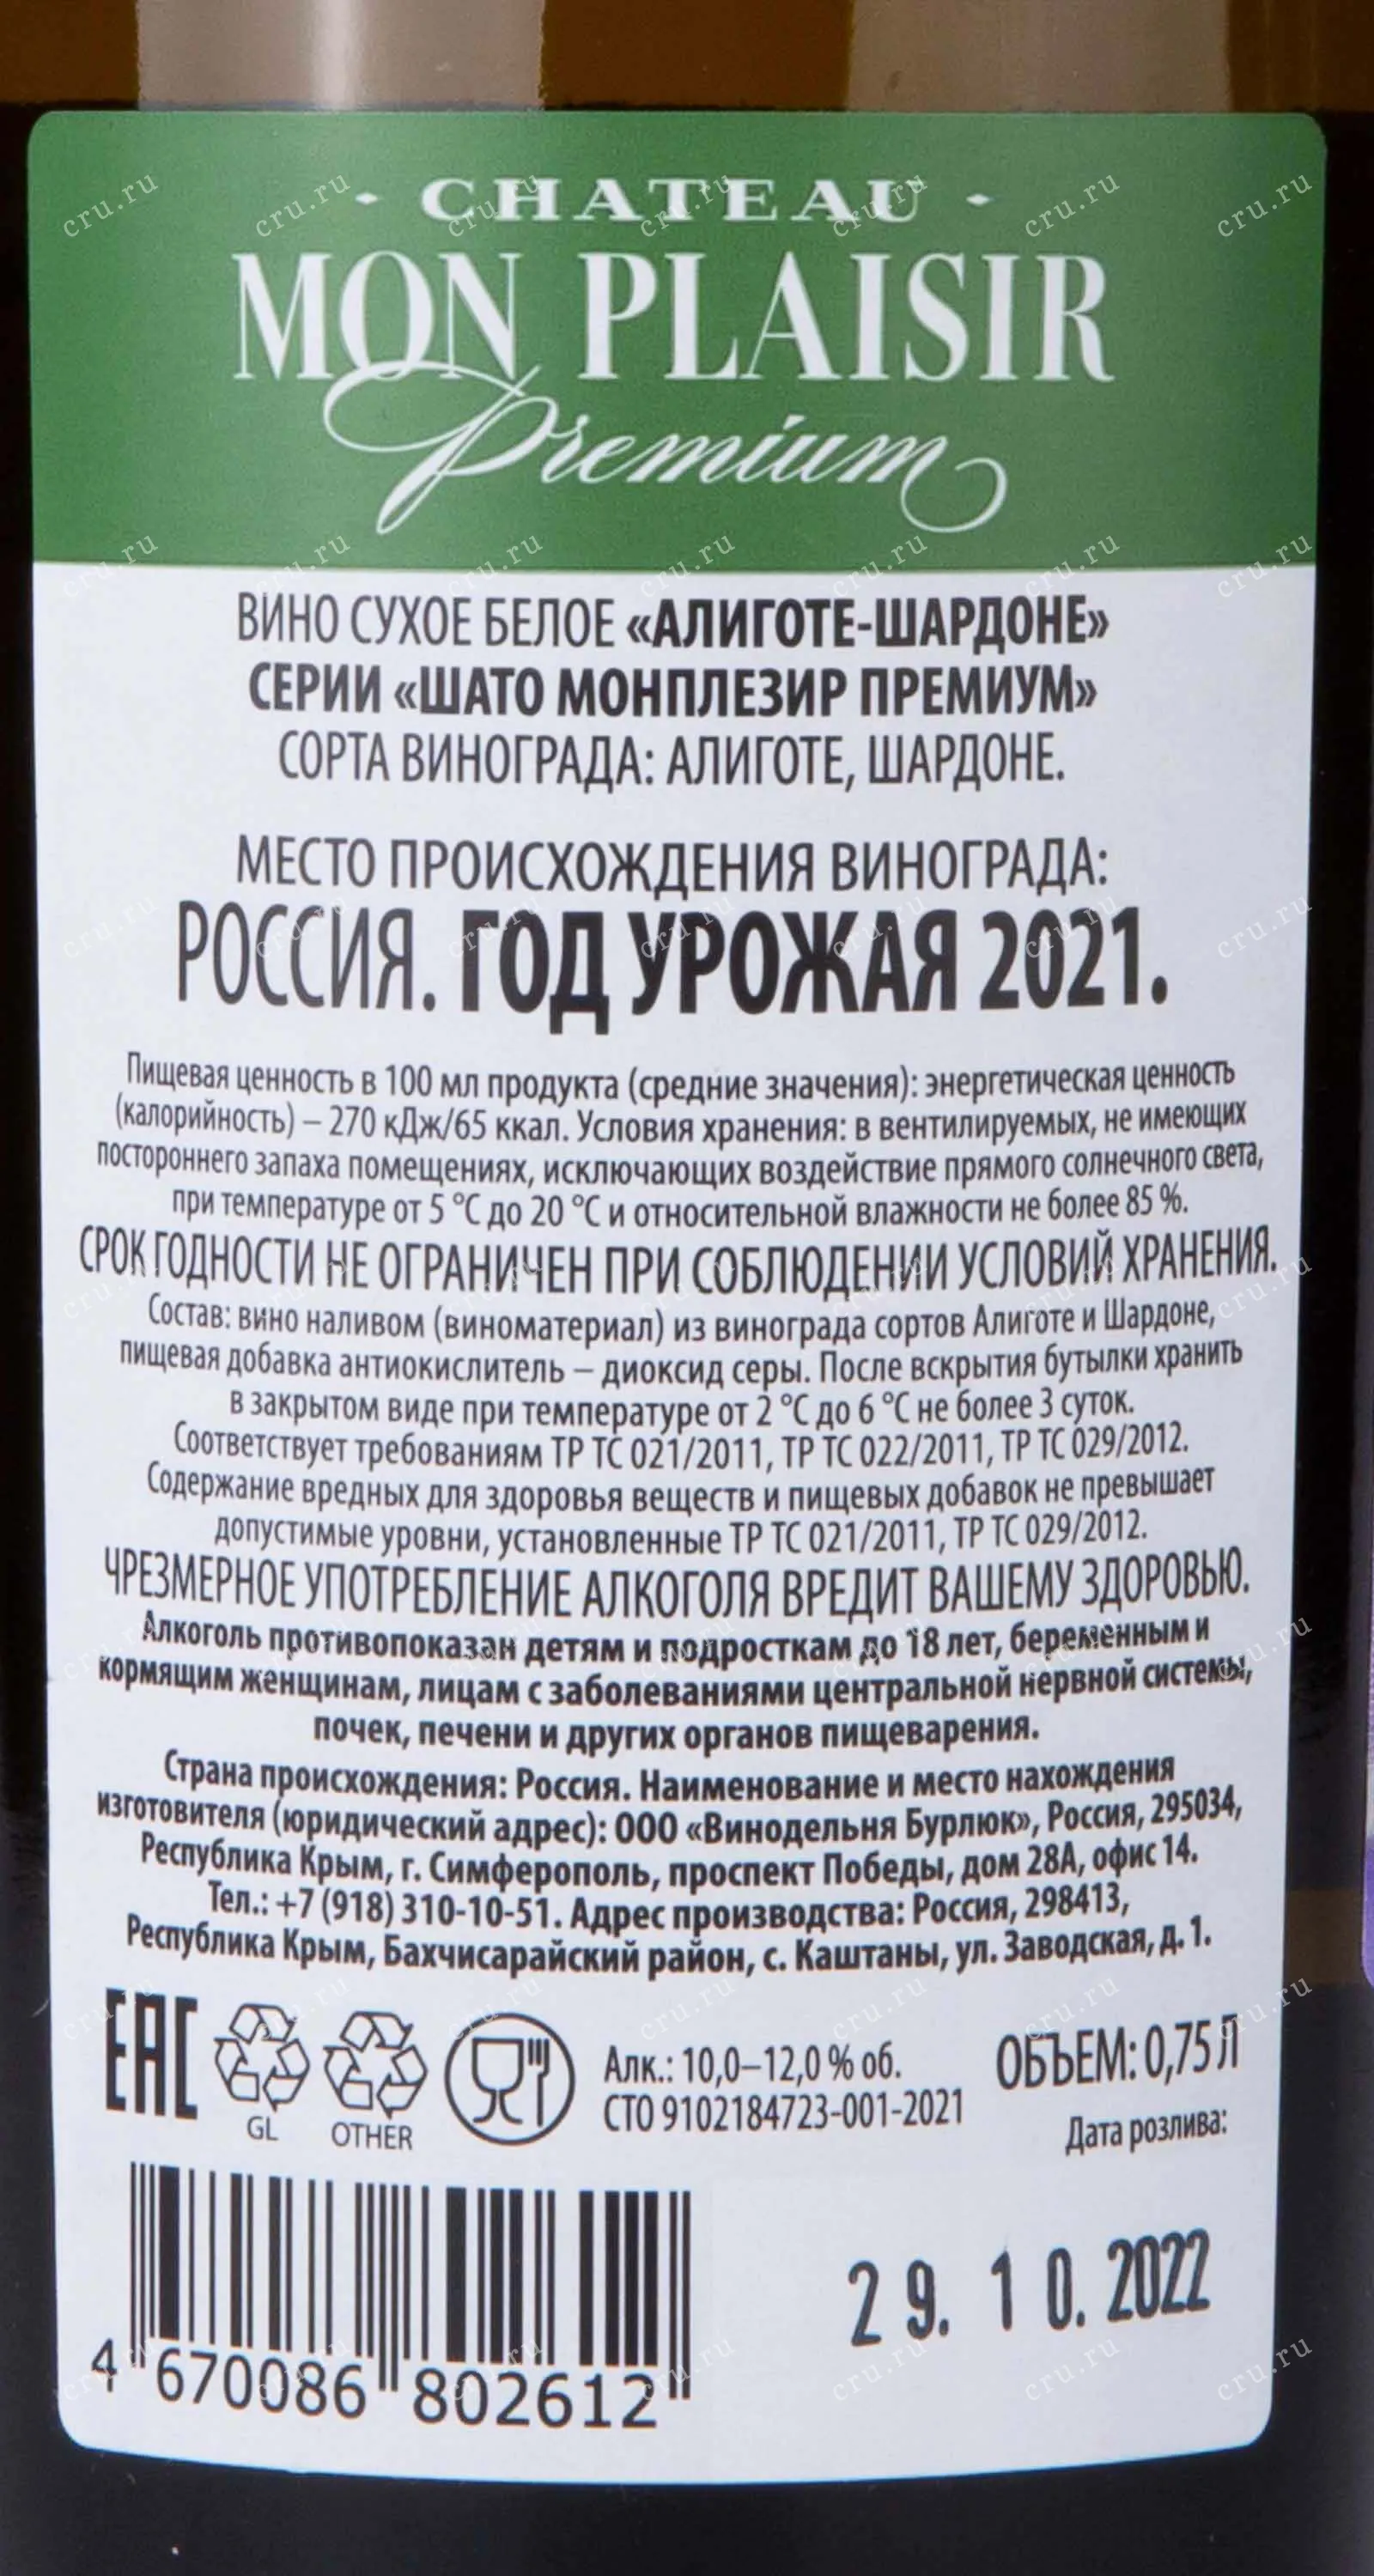 CHATEAU
MON PLAISIR
Premium
ВИНО СУХОЕ БЕЛОЕ «АЛИГОТЕ-ШАРДОНЕ»
СЕРИИ «ШАТО МОНПЛЕЗИР ПРЕМИУМ»
СОРТА ВИНОГРАДА: АЛИГОТЕ, ШАРДОНЕ.
МЕСТО ПРОИСХОЖДЕНИЯ ВИНОГРАДА:
РОССИЯ. ГОД УРОЖАЯ 2021.
Пищевая ценность в 100 мл продукта (средние значения): энергетическая ценность
(калорийность) – 270 кДж/65 ккал. Условия хранения: в вентилируемых, не имеющих
постороннего запаха помещениях, исключающих воздействие прямого солнечного света,
при температуре от 5 °C до 20 °C и относительной влажности не более 85 %.
СРОК ГОДНОСТИ НЕ ОГРАНИЧЕН ПРИ СОБЛЮДЕНИИ УСЛОВИЙ ХРАНЕНИЯ.
Состав: вино наливом (виноматериал) из винограда сортов Алиготе и Шардоне,
пищевая добавка антиокислитель – диоксид серы. После вскрытия бутылки хранить
в закрытом виде при температуре от 2 °C до 6 °C не более 3 суток.
Соответствует требованиям ТР ТС 021/2011, ТР ТС 022/2011, ТР ТС 029/2012.
Содержание вредных для здоровья веществ и пищевых добавок не превышает
допустимые уровни, установленные ТР ТС 021/2011, ТР ТС 029/2012.
ЧРЕЗМЕРНОЕ УПОТРЕБЛЕНИЕ АЛКОГОЛЯ ВРЕДИТ ВАШЕМУ ЗДОРОВЬЮ.
Алкоголь противопоказан детям и подросткам до 18 лет, беременным и
кормящим женщинам, лицам с заболеваниями центральной нервной системы,
почек, печени и других органов пищеварения.
Страна происхождения: Россия. Наименование и место нахождения
изготовителя (юридический адрес): ООО «Винодельня Бурлюк», Россия, 295034,
Республика Крым, г. Симферополь, проспект Победы, дом 28А, офис 14.
Тел.: +7 (918) 310-10-51. Адрес производства: Россия, 298413,
Республика Крым, Бахчисарайский район, с. Каштаны, ул. Заводская, д. 1.
EAC
GL
OTHER
Алк.: 10,0–12,0 % об.
СТО 9102184723-001-2021
ОБЪЕМ: 0,75 Л
Дата розлива:
29.10.2022
4 670086 802612
cru.ru